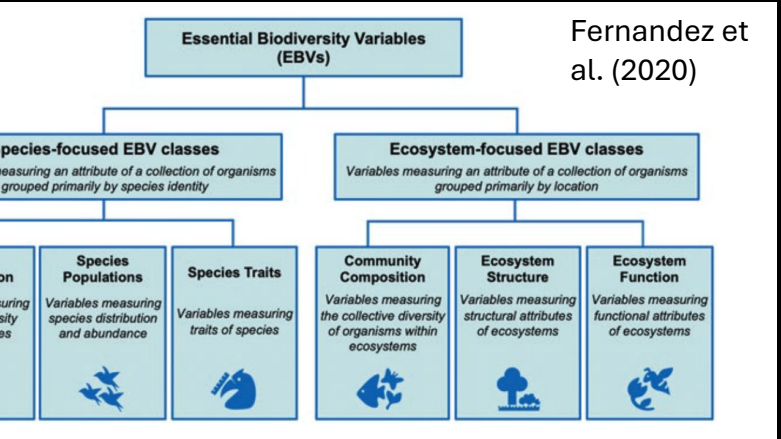 Fernandez et
al. (2020)
Essential Biodiversity Variables
(EBVs)
pecies-focused EBV classes
easuring an attribute of a collection of organisms
grouped primarily by species identity
Ecosystem-focused EBV classes
Variables measuring an attribute of a collection of organisms
grouped primarily by location
on
uring
sity
es
Species
Populations
Variables measuring
species distribution
and abundance
Species Traits
Variables measuring
traits of species
Community
Composition
Variables measuring
the collective diversity
of organisms within
ecosystems
Ecosystem
Structure
Variables measuring
structural attributes
of ecosystems
Ecosystem
Function
Variables measuring
functional attributes
of ecosystems